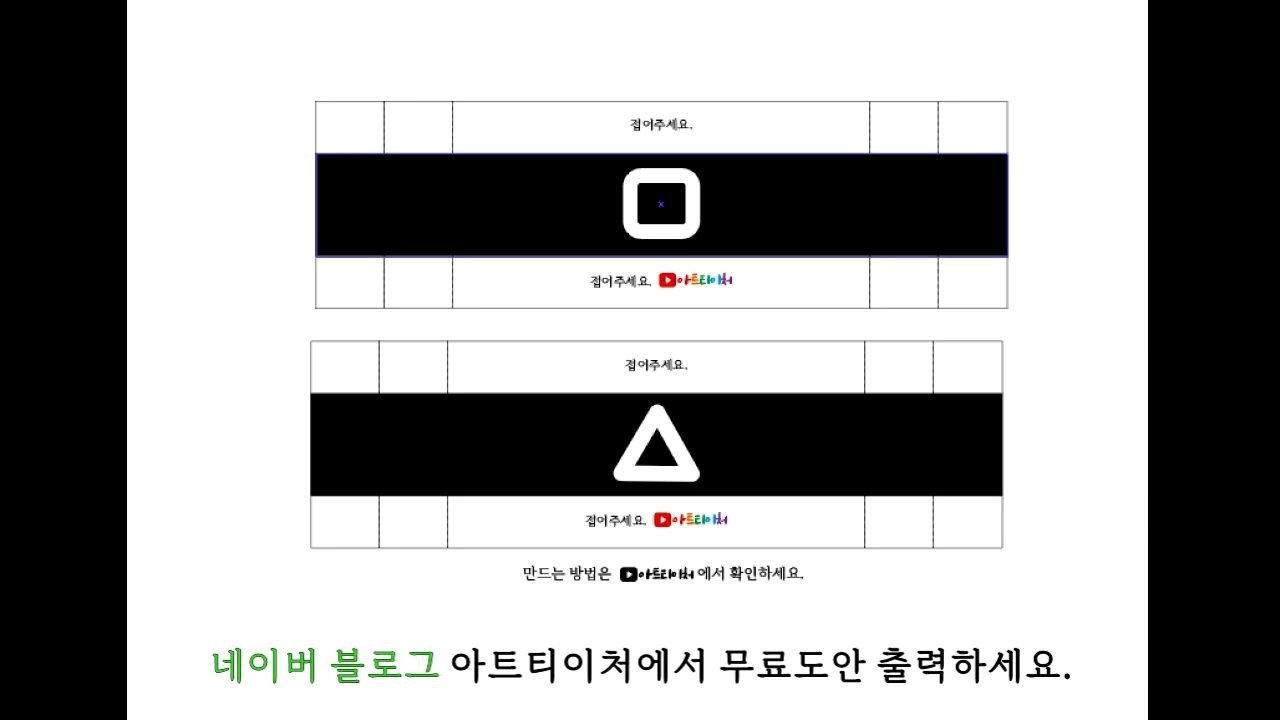 접어주세요.
접어주세요. 아트티이처
접어주세요.
접어주세요. 아트티이처
만드는 방법은 아트티이처 에서 확인하세요.
네이버 블로그 아트티이처에서 무료도안 출력하세요.